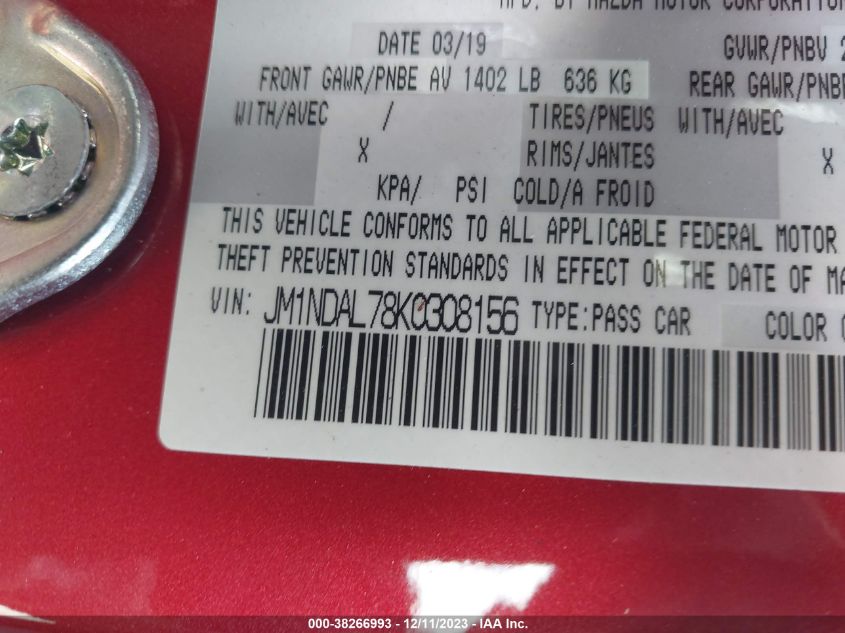 MFD. BY MAZDA MOTOR CORPORATION
DATE 03/19 GVWR/PNBV 2
FRONT GAWR/PNBE AV 1402 LB 636 KG REAR GAWR/PNBE
WITH/AVEC / TIRES/PNEUS WITH/AVEC
X RIMS/JANTES X
KPA/ PSI COLD/A FROID
THIS VEHICLE CONFORMS TO ALL APPLICABLE FEDERAL MOTOR
THEFT PREVENTION STANDARDS IN EFFECT ON THE DATE OF MA
VIN: JM1NDAL78K0308156 TYPE:PASS CAR COLOR C
000-38266993 - 12/11/2023 - IAA Inc.